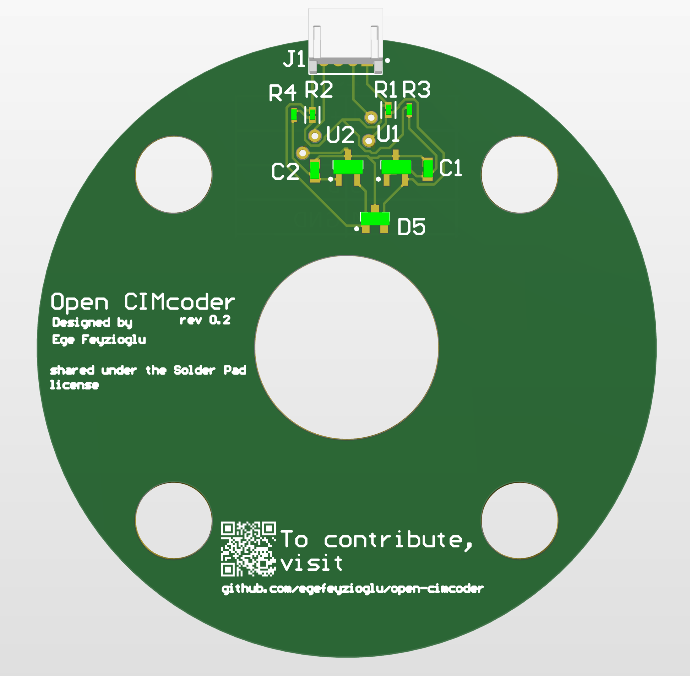 J1
R4 R2 R1 R3
U2 U1
C2 C1
D5
Open CIMcoder
Designed by rev 0.2
Ege Feyzioglu
shared under the Solder Pad
license
To contribute,
visit
github.com/egefeyzioglu/open-cimcoder